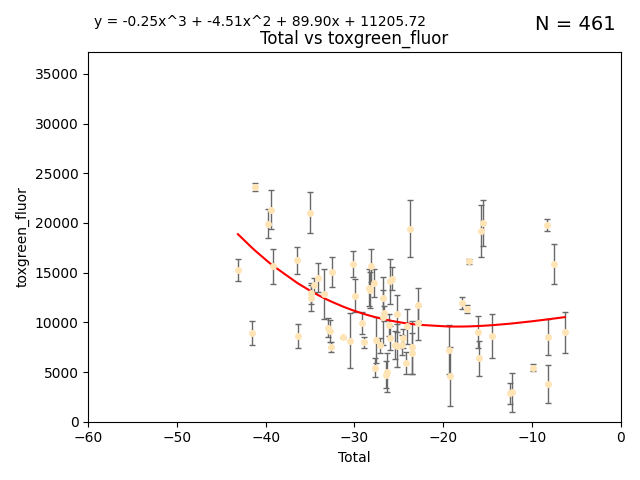 y = -0.25x^3 + -4.51x^2 + 89.90x + 11205.72
N = 461
Total vs toxgreen_fluor
35000
30000
25000
20000
15000
10000
5000
0
toxgreen_fluor
−60 −50 −40 −30 −20 −10 0
Total